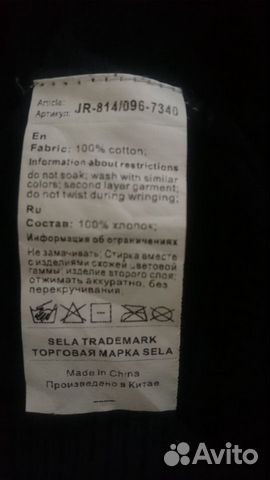 Article: JR-814/096-7340
Артикул:
En
Fabric: 100% cotton;
Information about restrictions
do not soak; wash with similar
colors; second layer garment;
do not twist during wringing;
Ru
Состав: 100% хлопок;
Информация об ограничениях
Не замачивать; Стирка вместе
с изделиями схожей цветовой
гаммы; изделие второго слоя;
отжимать аккуратно, без
перекручивания
SELA TRADEMARK
ТОРГОВАЯ МАРКА SELA
Made In China
Произведено в Китае
Avito